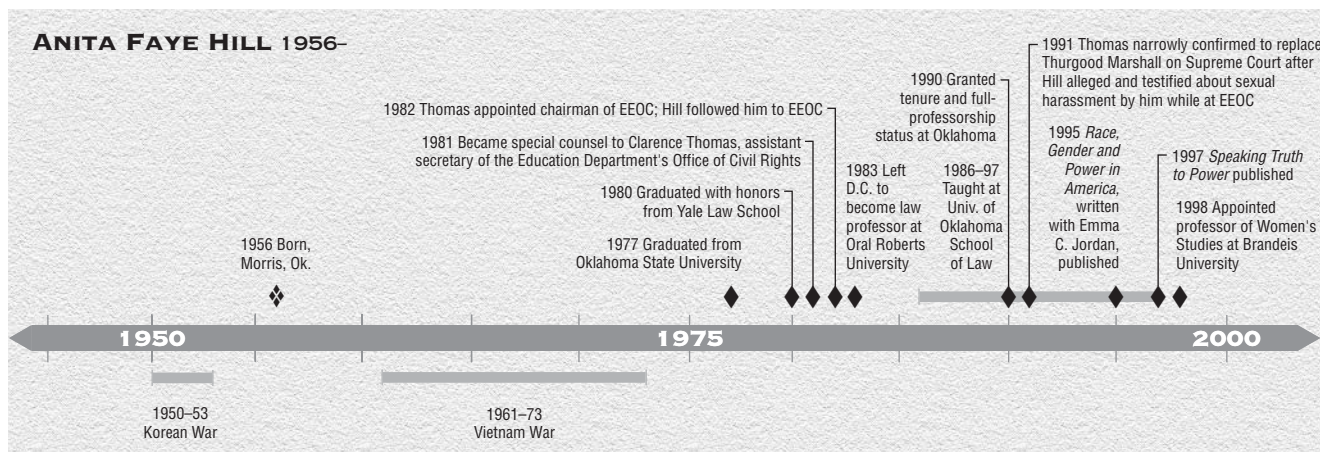 ANITA FAYE HILL 1956–
1991 Thomas narrowly confirmed to replace
Thurgood Marshall on Supreme Court after
Hill alleged and testified about sexual
harassment by him while at EEOC
1990 Granted
tenure and full-
professorship
status at Oklahoma
1982 Thomas appointed chairman of EEOC; Hill followed him to EEOC
1981 Became special counsel to Clarence Thomas, assistant
secretary of the Education Department's Office of Civil Rights
1980 Graduated with honors
from Yale Law School
1977 Graduated from
Oklahoma State University
1956 Born,
Morris, Ok.
1983 Left
D.C. to
become law
professor at
Oral Roberts
University
1986–97
Taught at
Univ. of
Oklahoma
School
of Law
1995 Race,
Gender and
Power in
America,
written
with Emma
C. Jordan,
published
1997 Speaking Truth
to Power published
1998 Appointed
professor of Women's
Studies at Brandeis
University
1950
1975
2000
1950–53
Korean War
1961–73
Vietnam War